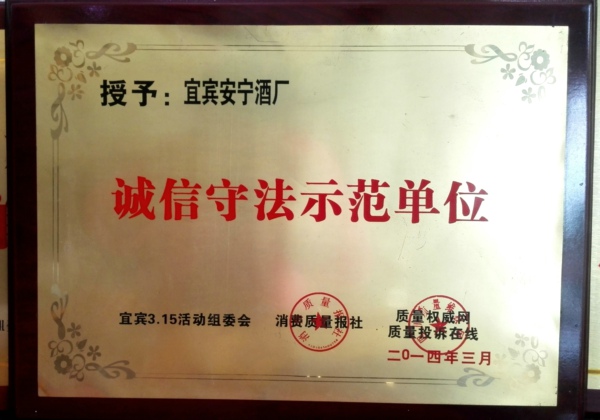 授予：宜宾安宁酒厂
诚信守法示范单位
宜宾3.15活动组委会
消费质量报社
质量权威网
质量投诉在线
二0一四年三月